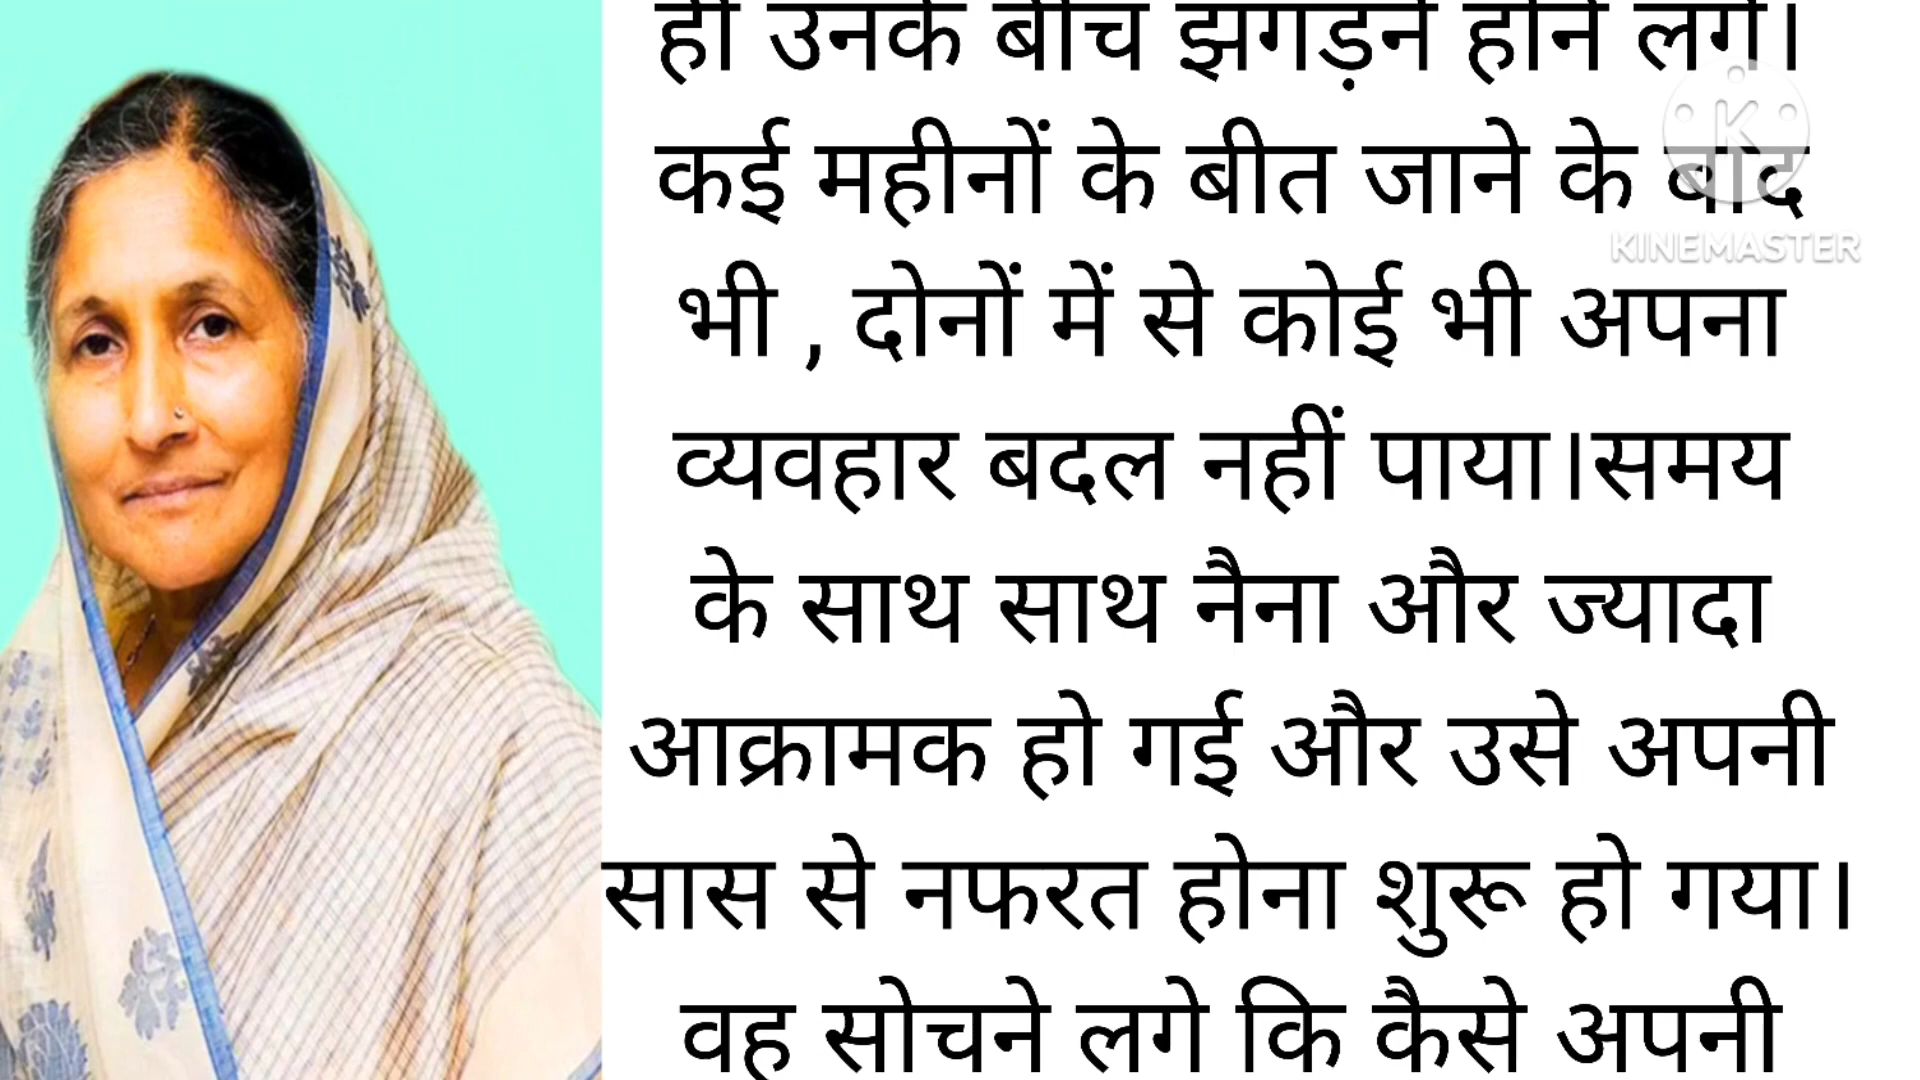 ही उनके बीच झगड़ने होने लगे।
कई महीनों के बीत जाने के बाद
भी , दोनों में से कोई भी अपना
व्यवहार बदल नहीं पाया।समय
के साथ साथ नैना और ज्यादा
आक्रामक हो गई और उसे अपनी
सास से नफरत होना शुरू हो गया।
वह सोचने लगे कि कैसे अपनी
K
KINEMASTER